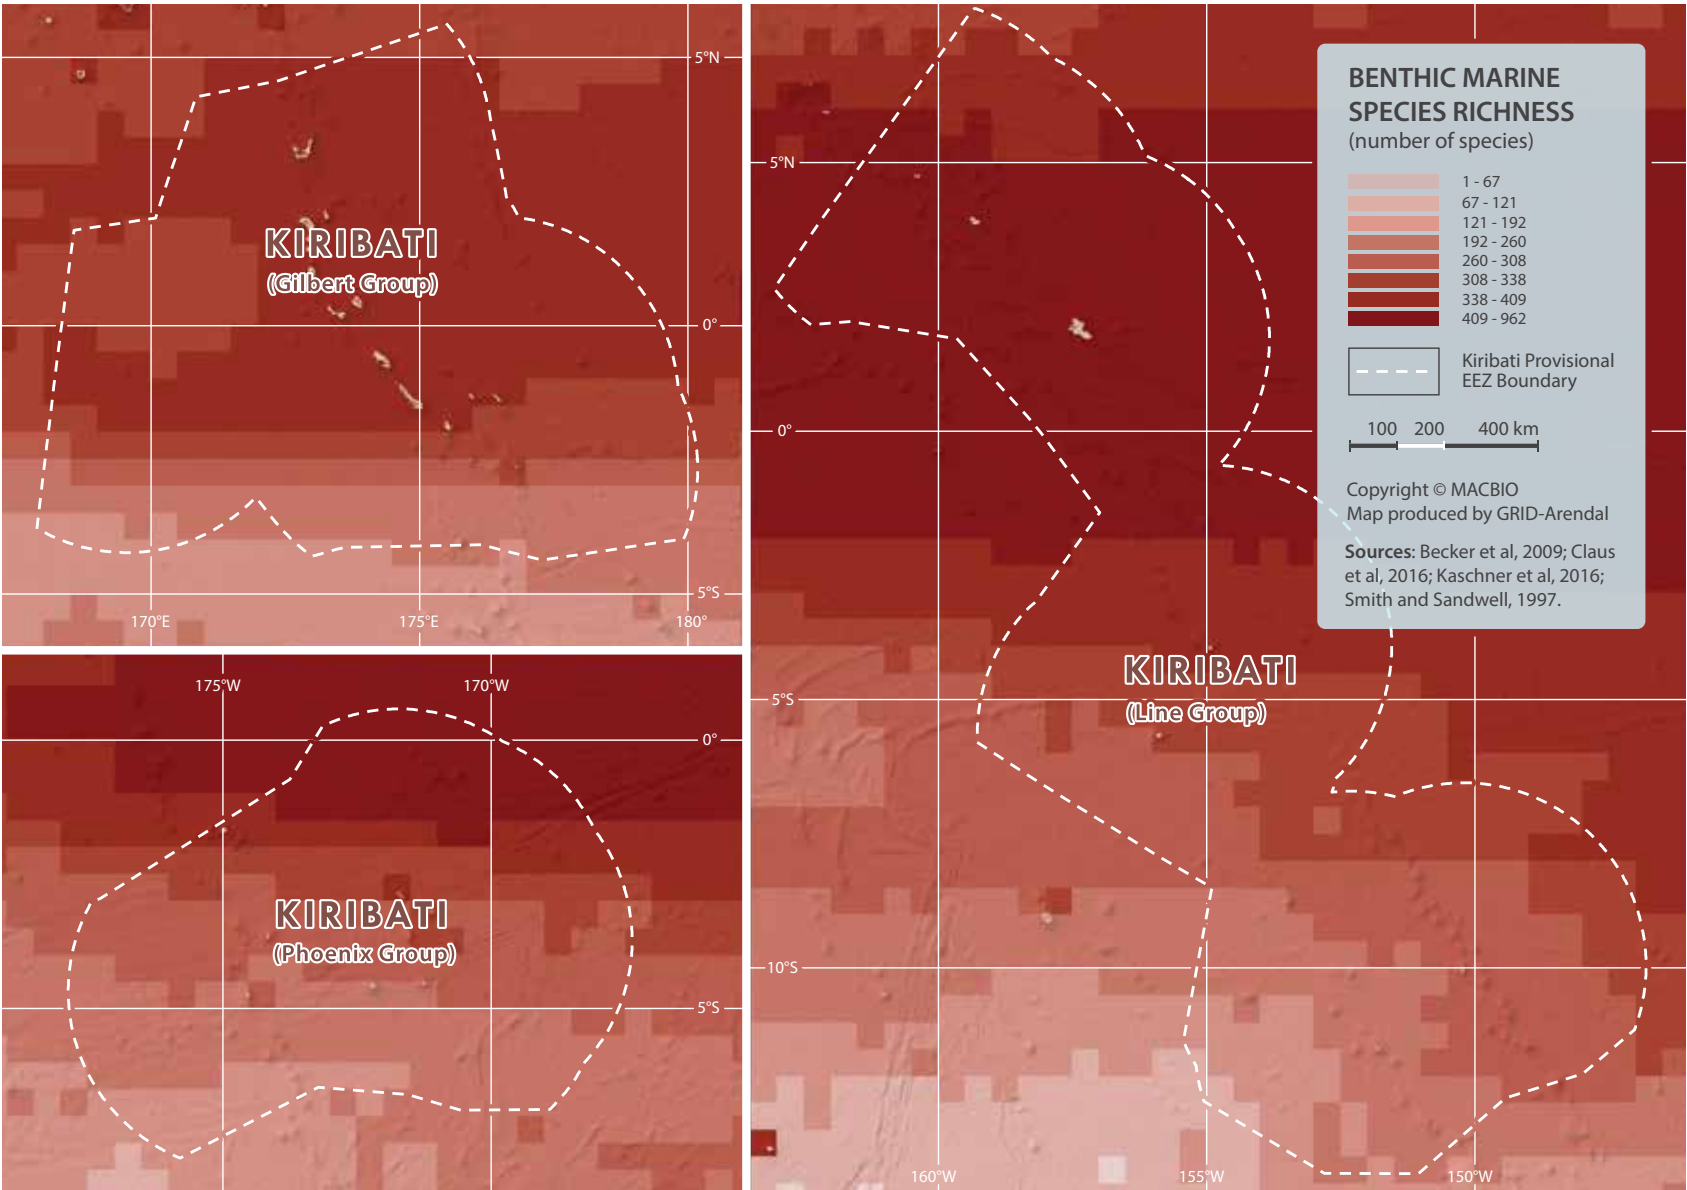 5°N
KIRIBATI
(Gilbert Group)
0°
5°S
170°E
175°E
180°
175°W
170°W
0°
KIRIBATI
(Phoenix Group)
5°S
5°N
0°
KIRIBATI
(Line Group)
5°S
10°S
160°W
155°W
150°W
BENTHIC MARINE
SPECIES RICHNESS
(number of species)
1 - 67
67 - 121
121 - 192
192 - 260
260 - 308
308 - 338
338 - 409
409 - 962
Kiribati Provisional
EEZ Boundary
100 200 400 km
Copyright © MACBIO
Map produced by GRID-Arendal
Sources: Becker et al, 2009; Claus
et al, 2016; Kaschner et al, 2016;
Smith and Sandwell, 1997.